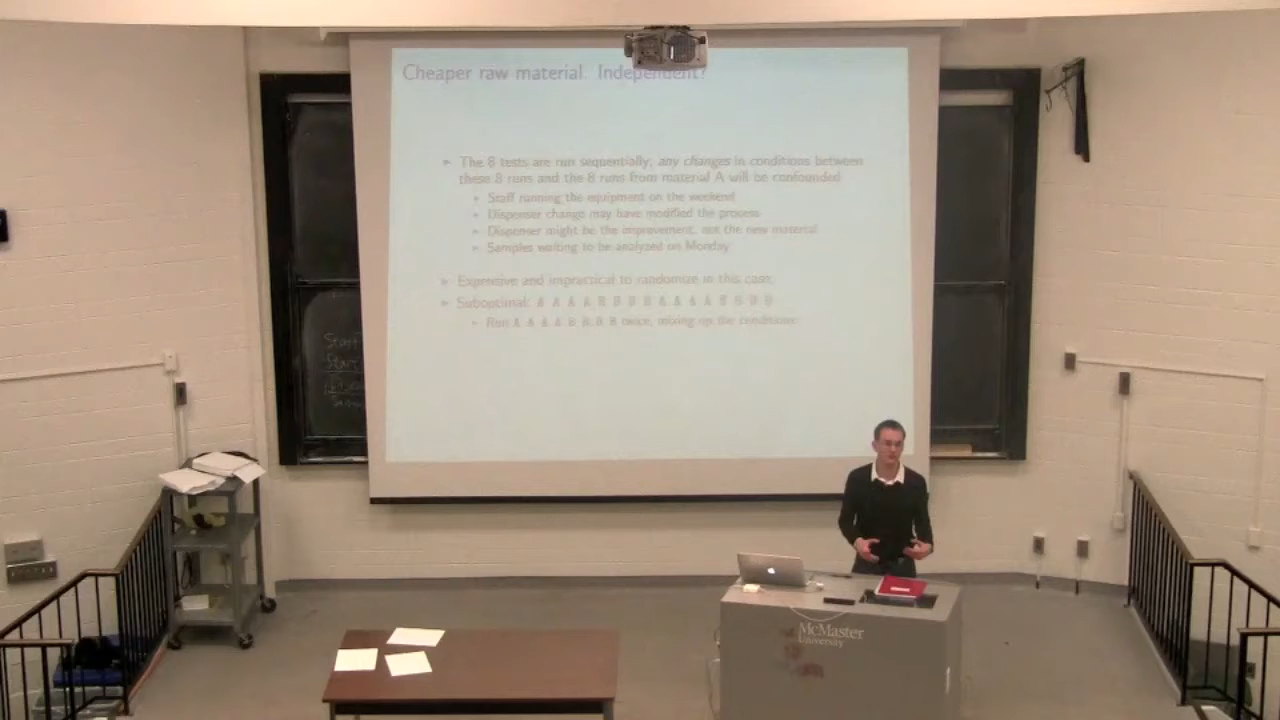 Cheaper raw material. Independent?
The 8 tests are run sequentially; any changes in conditions between
these 8 runs and the 8 runs from material A will be confounded
Staff running the equipment on the weekend
Dispenser change may have modified the process
Dispenser might be the improvement, not the new material
Samples waiting to be analyzed on Monday
Expensive and impractical to randomize in this case.
Suboptimal: A A A A B B B B A A A A B B B B
Run A A A A B B B B twice, mixing up the conditions
Start
McMaster
University